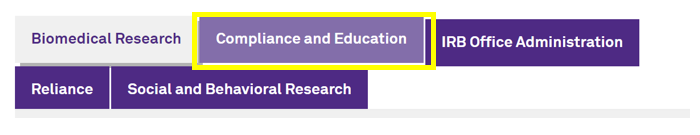 Biomedical Research Compliance and Education IRB Office Administration
Reliance Social and Behavioral Research